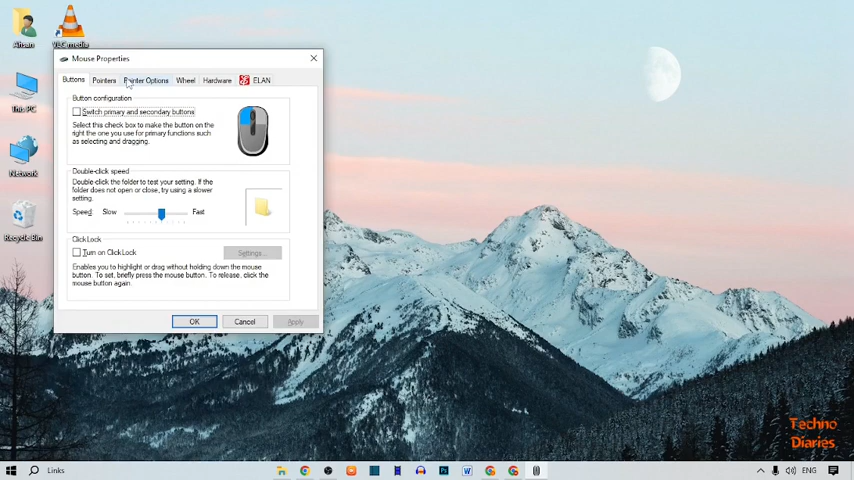 Ahsan
VLC media
This PC
Network
Recycle Bin
Mouse Properties
Buttons Pointers Pointer Options Wheel Hardware ELAN
Button configuration
Switch primary and secondary buttons
Select this check box to make the button on the
right the one you use for primary functions such
as selecting and dragging.
Double-click speed
Double click the folder to test your setting. If the
folder does not open or close, try using a slower
setting.
Speed: Slow Fast
ClickLock
Turn on ClickLock
Settings...
Enables you to highlight or drag without holding down the mouse
button. To set, briefly press the mouse button. To release, click the
mouse button again.
OK Cancel Apply
Techno
Diaries
Links
ENG